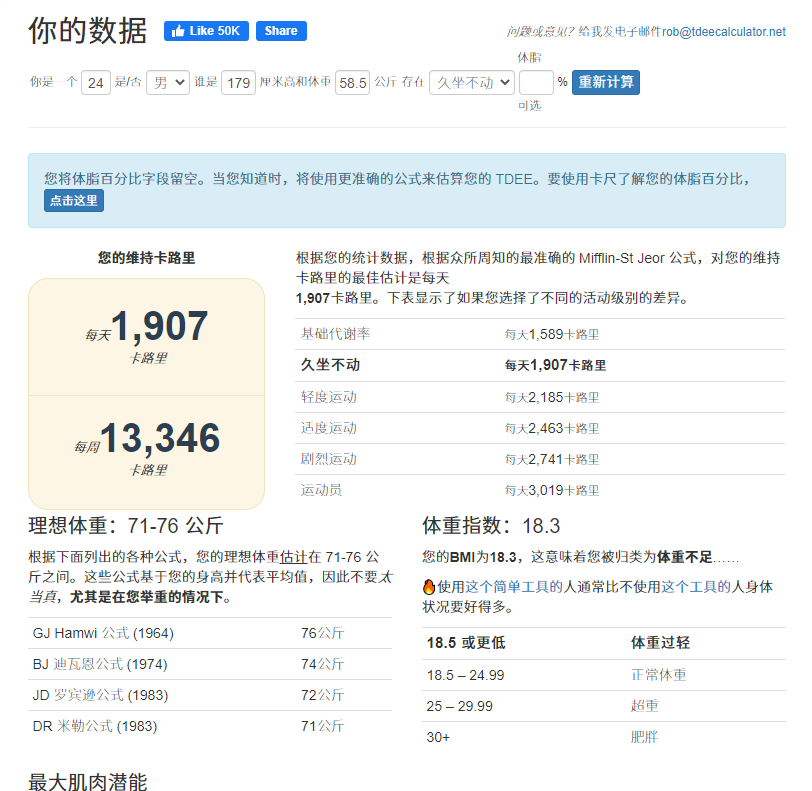 你的数据 Like 50K Share
问题或意见？给我发电子邮件rob@tdeecalculator.net
体脂
你是一个 24 是/否 男 谁是 179 厘米高和体重 58.5 公斤 存在 久坐不动 % 重新计算
可选
您将体脂百分比字段留空。当您知道时，将使用更准确的公式来估算您的 TDEE。要使用卡尺了解您的体脂百分比，
点击这里
您的维持卡路里
每天1,907
卡路里
每周13,346
卡路里
根据您的统计数据，根据众所周知的最准确的 Mifflin-St Jeor 公式，对您的维持
卡路里的最佳估计是每天
1,907卡路里。下表显示了如果您选择了不同的活动级别的差异。
基础代谢率 每天1,589卡路里
久坐不动 每天1,907卡路里
轻度运动 每天2,185卡路里
适度运动 每天2,463卡路里
剧烈运动 每天2,741卡路里
运动员 每天3,019卡路里
理想体重：71-76 公斤
根据下面列出的各种公式，您的理想体重估计在 71-76 公
斤之间。这些公式基于您的身高并代表平均值，因此不要太
当真，尤其是在您举重的情况下。
GJ Hamwi 公式 (1964) 76公斤
BJ 迪瓦恩公式 (1974) 74公斤
JD 罗宾逊公式 (1983) 72公斤
DR 米勒公式 (1983) 71公斤
体重指数：18.3
您的BMI为18.3，这意味着您被归类为体重不足……
🔥使用这个简单工具的人通常比不使用这个工具的人身体
状况要好得多。
18.5 或更低 体重过轻
18.5 – 24.99 正常体重
25 – 29.99 超重
30+ 肥胖
最大肌肉潜能